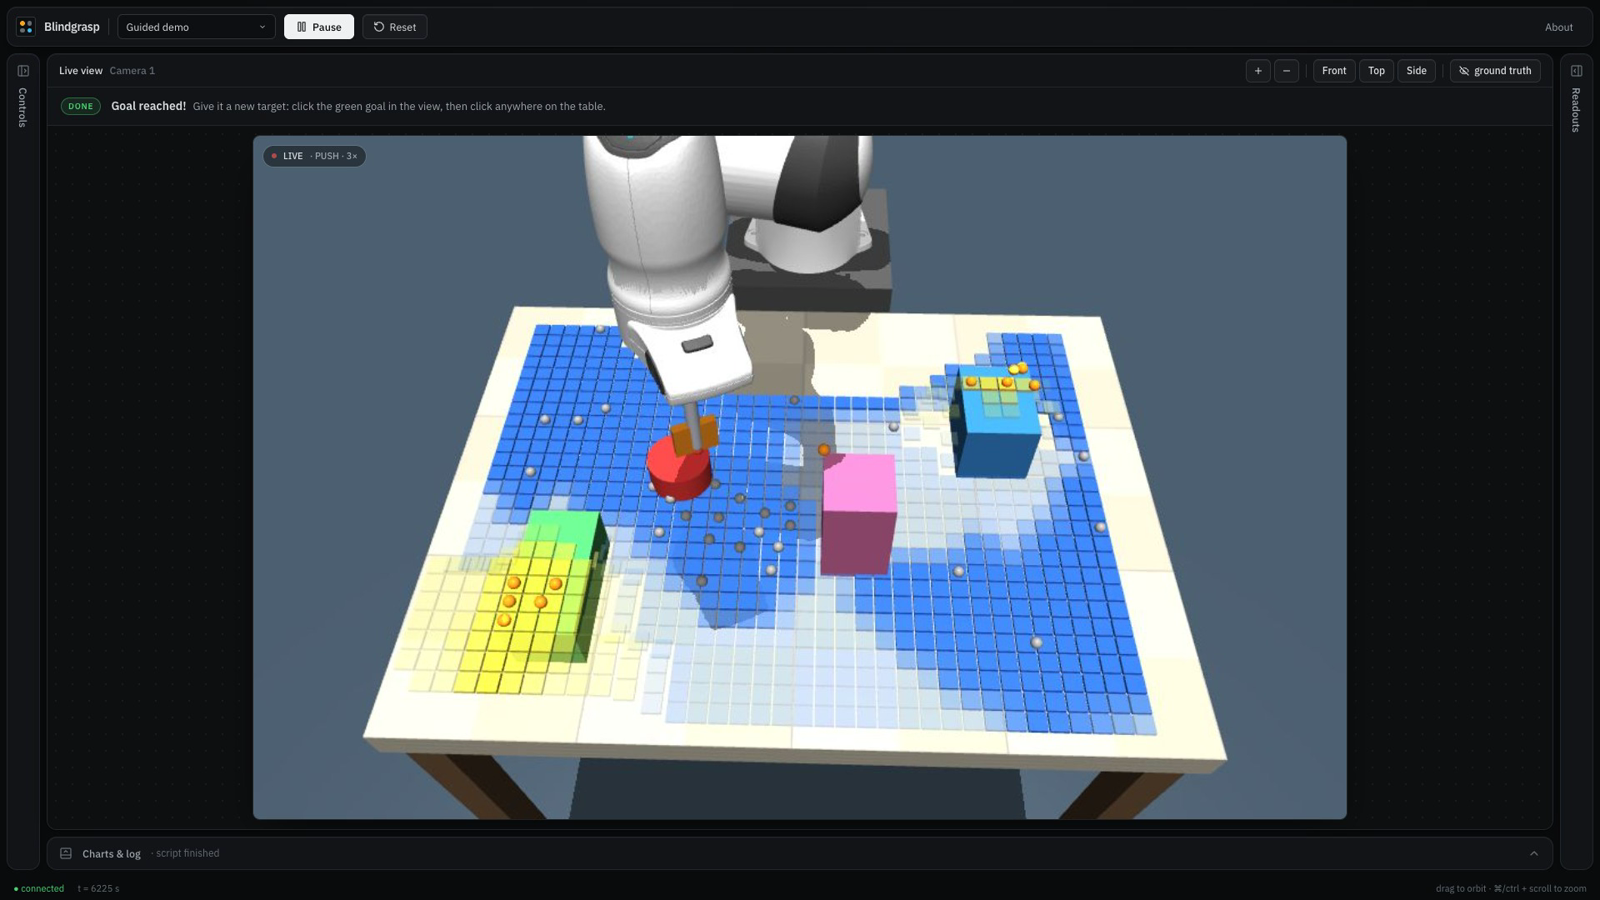 Blindgrasp
Guided demo
Pause
Reset
About
Controls
Live view Camera 1
+
−
Front
Top
Side
ground truth
DONE Goal reached! Give it a new target: click the green goal in the view, then click anywhere on the table.
LIVE · PUSH · 3×
Readouts
Charts & log · script finished
connected t = 6225 s
drag to orbit · ⌘/ctrl + scroll to zoom